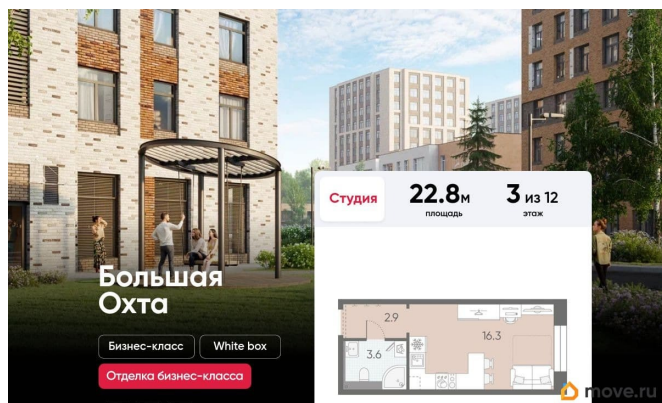 Студия
22.8м
площадь
3 из 12
этаж
Большая
Охта
Бизнес-класс
White box
Отделка бизнес-класса
2.9
16.3
3.6
move.ru